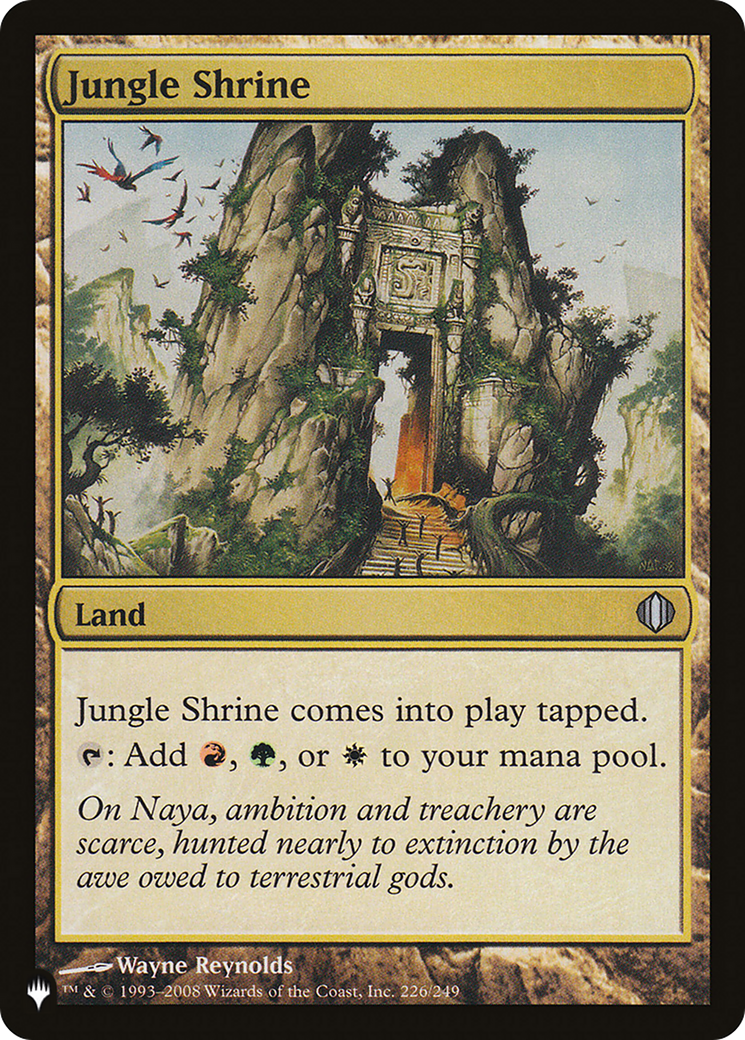 Jungle Shrine
Land
Jungle Shrine comes into play tapped.
: Add , , or to your mana pool.
On Naya, ambition and treachery are
scarce, hunted nearly to extinction by the
awe owed to terrestrial gods.
Wayne Reynolds
™ & © 1993–2008 Wizards of the Coast, Inc. 226/249